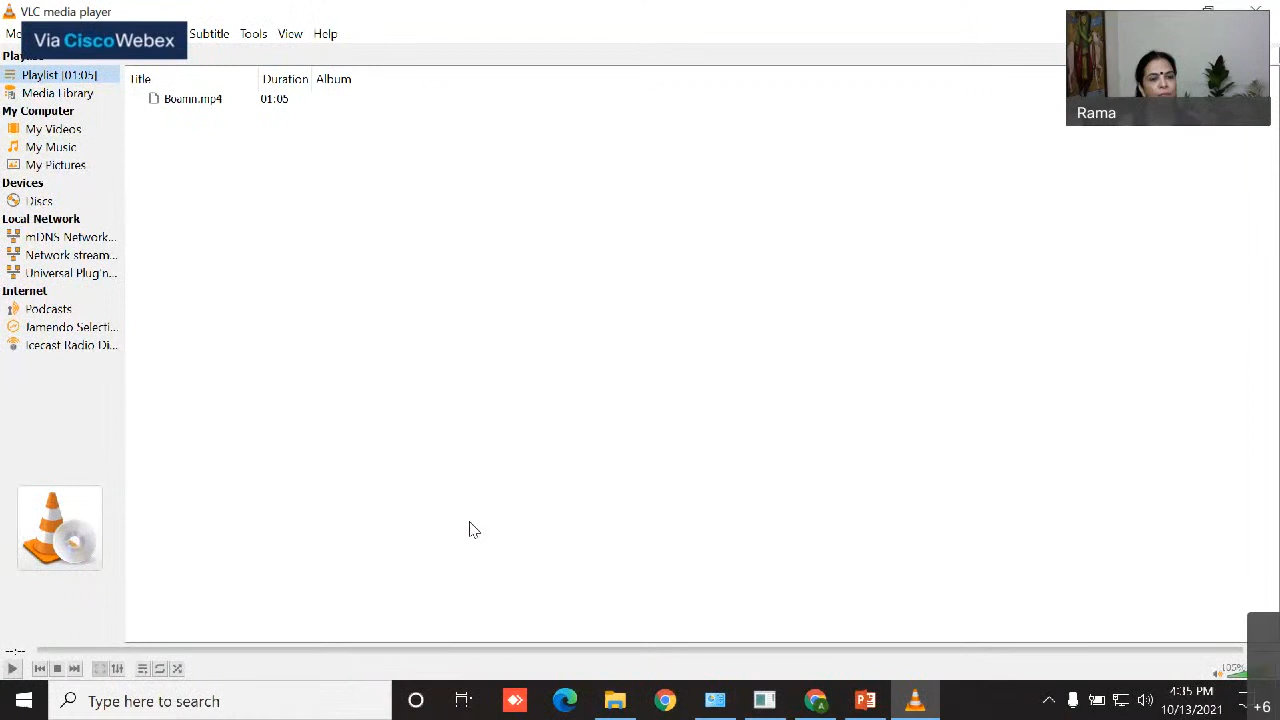 VLC media player
Via CiscoWebex
Subtitle Tools View Help
Playlist [01:05]
Media Library
My Computer
My Videos
My Music
My Pictures
Devices
Discs
Local Network
mDNS Network...
Network stream...
Universal Plug'n...
Internet
Podcasts
Jamendo Selecti...
Icecast Radio Di...
Title Duration Album
01:05
Rama
105%
Type here to search
4:35 PM
10/13/2021
+6